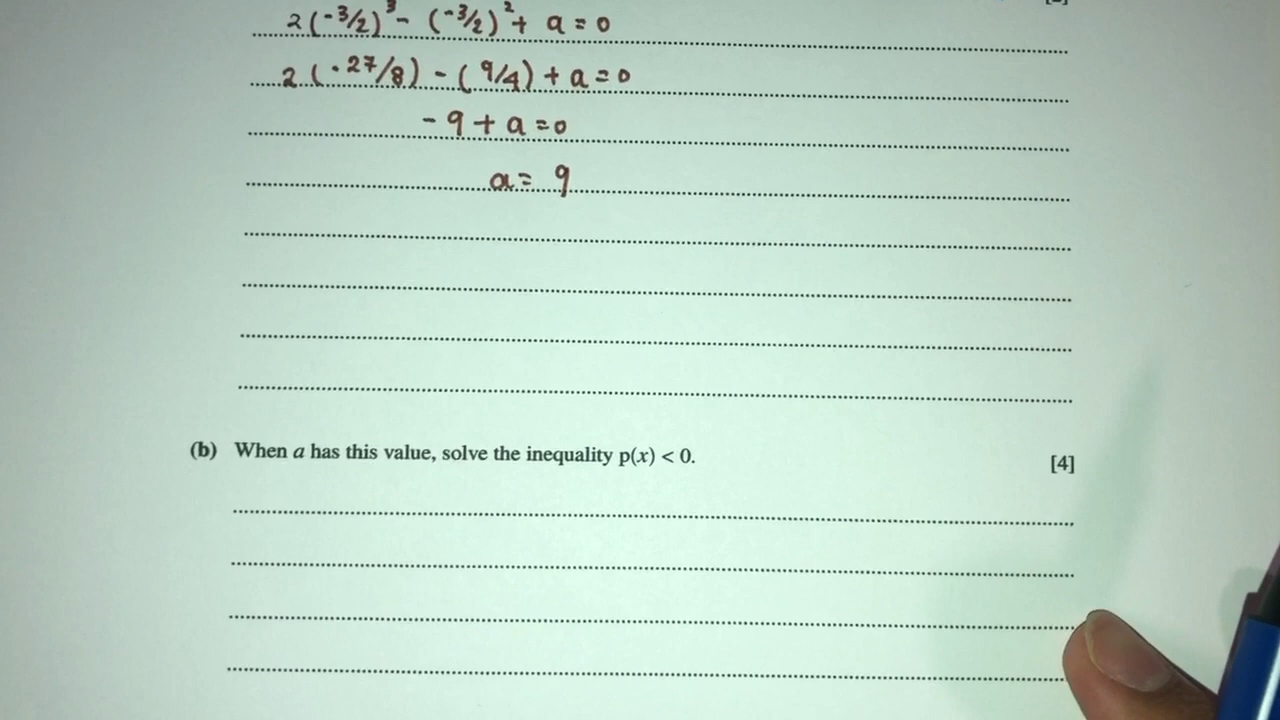 2(-3/2)³- (-3/2)²+ a=0
2(-27/8) - (9/4) + a=0
-9+a=0
a= 9
(b) When a has this value, solve the inequality p(x) < 0. [4]